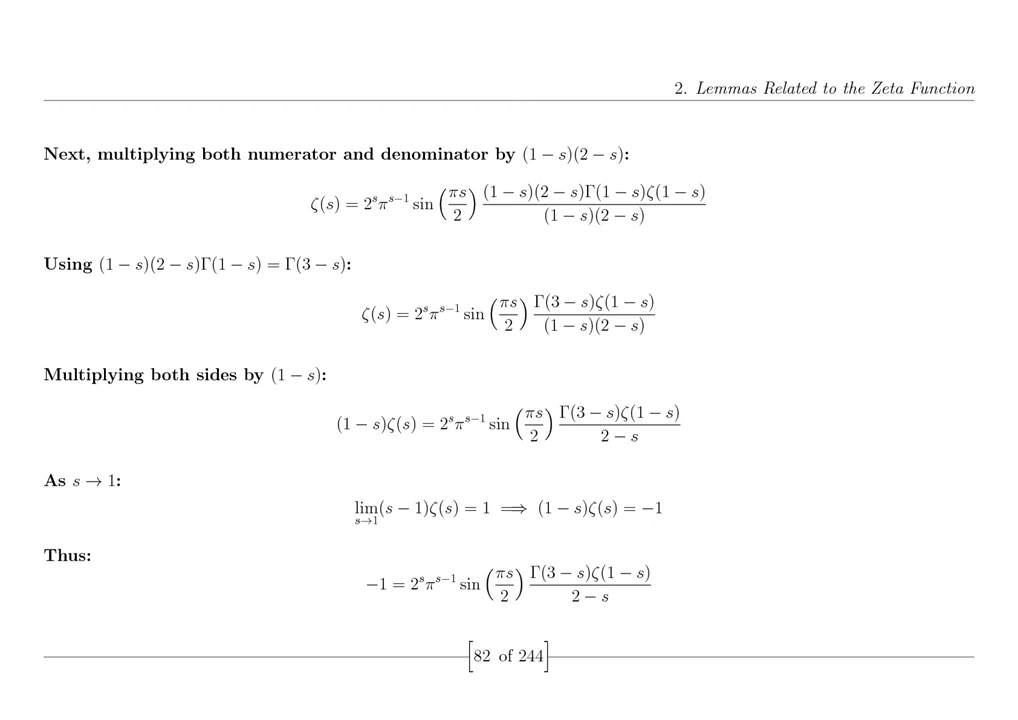 2. Lemmas Related to the Zeta Function
Next, multiplying both numerator and denominator by (1 − s)(2 − s):
ζ(s) = 2^s π^{s−1} sin(πs/2) (1 − s)(2 − s)Γ(1 − s)ζ(1 − s) / (1 − s)(2 − s)
Using (1 − s)(2 − s)Γ(1 − s) = Γ(3 − s):
ζ(s) = 2^s π^{s−1} sin(πs/2) Γ(3 − s)ζ(1 − s) / (1 − s)(2 − s)
Multiplying both sides by (1 − s):
(1 − s)ζ(s) = 2^s π^{s−1} sin(πs/2) Γ(3 − s)ζ(1 − s) / 2 − s
As s → 1:
lim_{s→1} (s − 1)ζ(s) = 1 ⟹ (1 − s)ζ(s) = −1
Thus:
−1 = 2^s π^{s−1} sin(πs/2) Γ(3 − s)ζ(1 − s) / 2 − s
[82 of 244]